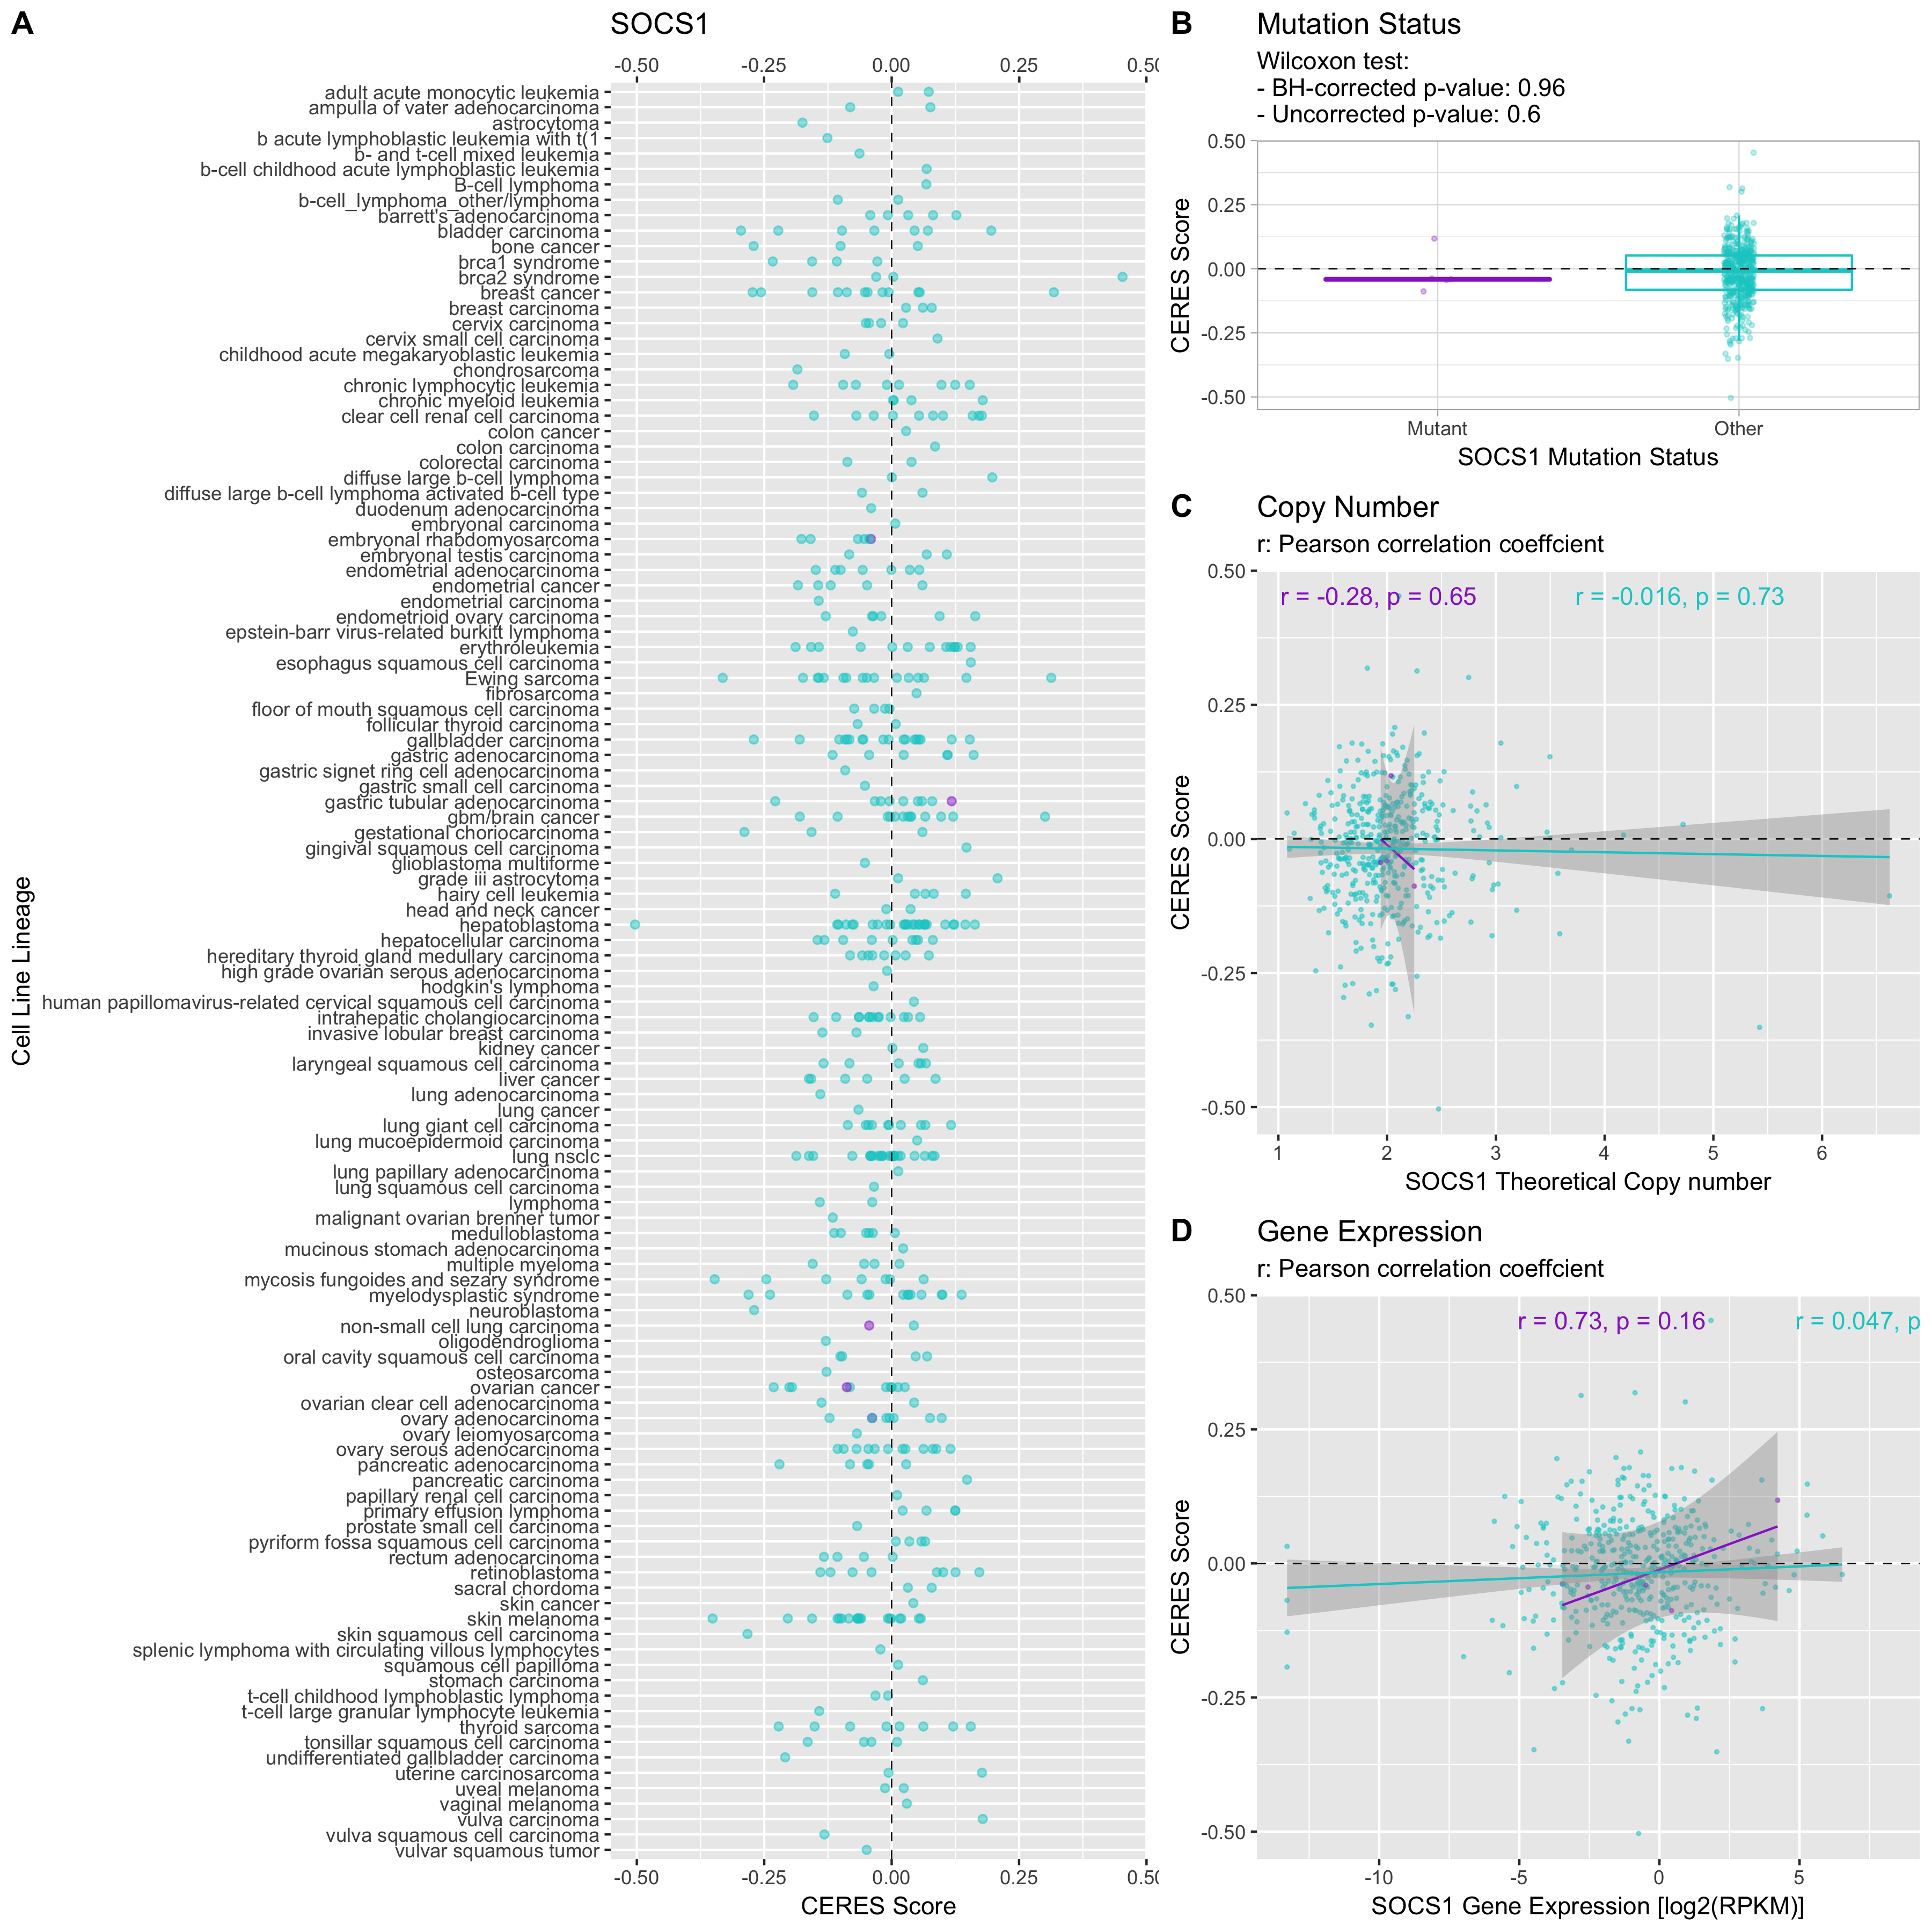 A
SOCS1
-0.50 -0.25 0.00 0.25 0.50
adult acute monocytic leukemia
ampulla of vater adenocarcinoma
astrocytoma
b acute lymphoblastic leukemia with t(1
b- and t-cell mixed leukemia
b-cell childhood acute lymphoblastic leukemia
B-cell lymphoma
b-cell_lymphoma_other/lymphoma
barrett's adenocarcinoma
bladder carcinoma
bone cancer
brca1 syndrome
brca2 syndrome
breast cancer
breast carcinoma
cervix carcinoma
cervix small cell carcinoma
childhood acute megakaryoblastic leukemia
chondrosarcoma
chronic lymphocytic leukemia
chronic myeloid leukemia
clear cell renal cell carcinoma
colon cancer
colon carcinoma
colorectal carcinoma
diffuse large b-cell lymphoma
diffuse large b-cell lymphoma activated b-cell type
duodenum adenocarcinoma
embryonal carcinoma
embryonal rhabdomyosarcoma
embryonal testis carcinoma
endometrial adenocarcinoma
endometrial cancer
endometrial carcinoma
endometrioid ovary carcinoma
epstein-barr virus-related burkitt lymphoma
erythroleukemia
esophagus squamous cell carcinoma
Ewing sarcoma
fibrosarcoma
floor of mouth squamous cell carcinoma
follicular thyroid carcinoma
gallbladder carcinoma
gastric adenocarcinoma
gastric signet ring cell adenocarcinoma
gastric small cell carcinoma
gastric tubular adenocarcinoma
gbm/brain cancer
gestational choriocarcinoma
gingival squamous cell carcinoma
glioblastoma multiforme
grade iii astrocytoma
hairy cell leukemia
head and neck cancer
hepatoblastoma
hepatocellular carcinoma
hereditary thyroid gland medullary carcinoma
high grade ovarian serous adenocarcinoma
hodgkin's lymphoma
human papillomavirus-related cervical squamous cell carcinoma
intrahepatic cholangiocarcinoma
invasive lobular breast carcinoma
kidney cancer
laryngeal squamous cell carcinoma
liver cancer
lung adenocarcinoma
lung cancer
lung giant cell carcinoma
lung mucoepidermoid carcinoma
lung nsclc
lung papillary adenocarcinoma
lung squamous cell carcinoma
lymphoma
malignant ovarian brenner tumor
medulloblastoma
mucinous stomach adenocarcinoma
multiple myeloma
mycosis fungoides and sezary syndrome
myelodysplastic syndrome
neuroblastoma
non-small cell lung carcinoma
oligodendroglioma
oral cavity squamous cell carcinoma
osteosarcoma
ovarian cancer
ovarian clear cell adenocarcinoma
ovary adenocarcinoma
ovary leiomyosarcoma
ovary serous adenocarcinoma
pancreatic adenocarcinoma
pancreatic carcinoma
papillary renal cell carcinoma
primary effusion lymphoma
prostate small cell carcinoma
pyriform fossa squamous cell carcinoma
rectum adenocarcinoma
retinoblastoma
sacral chordoma
skin cancer
skin melanoma
skin squamous cell carcinoma
splenic lymphoma with circulating villous lymphocytes
squamous cell papilloma
stomach carcinoma
t-cell childhood lymphoblastic lymphoma
t-cell large granular lymphocyte leukemia
thyroid sarcoma
tonsillar squamous cell carcinoma
undifferentiated gallbladder carcinoma
uterine carcinosarcoma
uveal melanoma
vaginal melanoma
vulva carcinoma
vulva squamous cell carcinoma
vulvar squamous tumor
-0.50 -0.25 0.00 0.25 0.50
CERES Score
Cell Line Lineage
B
Mutation Status
Wilcoxon test:
- BH-corrected p-value: 0.96
- Uncorrected p-value: 0.6
0.50
0.25
0.00
-0.25
-0.50
CERES Score
Mutant Other
SOCS1 Mutation Status
C
Copy Number
r: Pearson correlation coeffcient
r = -0.28, p = 0.65 r = -0.016, p = 0.73
0.50
0.25
0.00
-0.25
-0.50
CERES Score
1 2 3 4 5 6
SOCS1 Theoretical Copy number
D
Gene Expression
r: Pearson correlation coeffcient
r = 0.73, p = 0.16 r = 0.047, p
0.50
0.25
0.00
-0.25
-0.50
CERES Score
-10 -5 0 5
SOCS1 Gene Expression [log2(RPKM)]